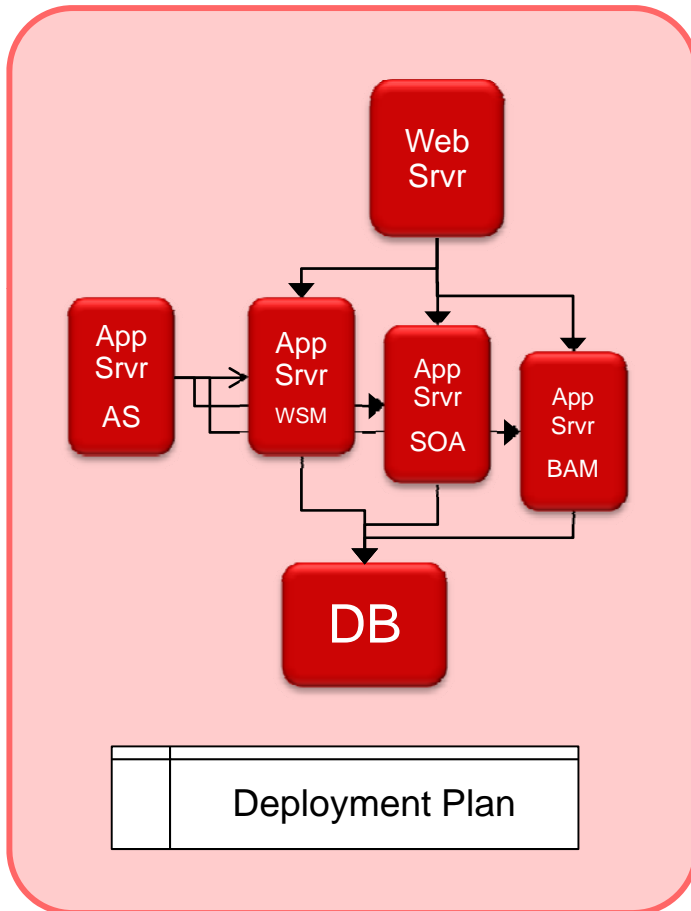 Web
Srvr
App
Srvr
AS
App
Srvr
WSM
App
Srvr
SOA
App
Srvr
BAM
DB
Deployment Plan